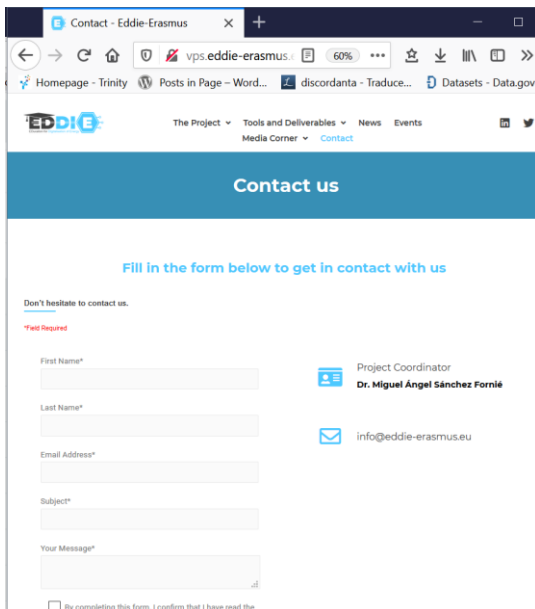 Contact - Eddie-Erasmus
vps.eddie-erasmus.
60%
Homepage - Trinity
Posts in Page – Word...
discordanta - Traduce...
Datasets - Data.gov
EDDIE
The Project
Tools and Deliverables
News
Events
Media Corner
Contact
Contact us
Fill in the form below to get in contact with us
Don't hesitate to contact us.
*Field Required
First Name*
Project Coordinator
Dr. Miguel Ángel Sánchez Fornié
Last Name*
info@eddie-erasmus.eu
Email Address*
Subject*
Your Message*
By completing this form, I confirm that I have read the